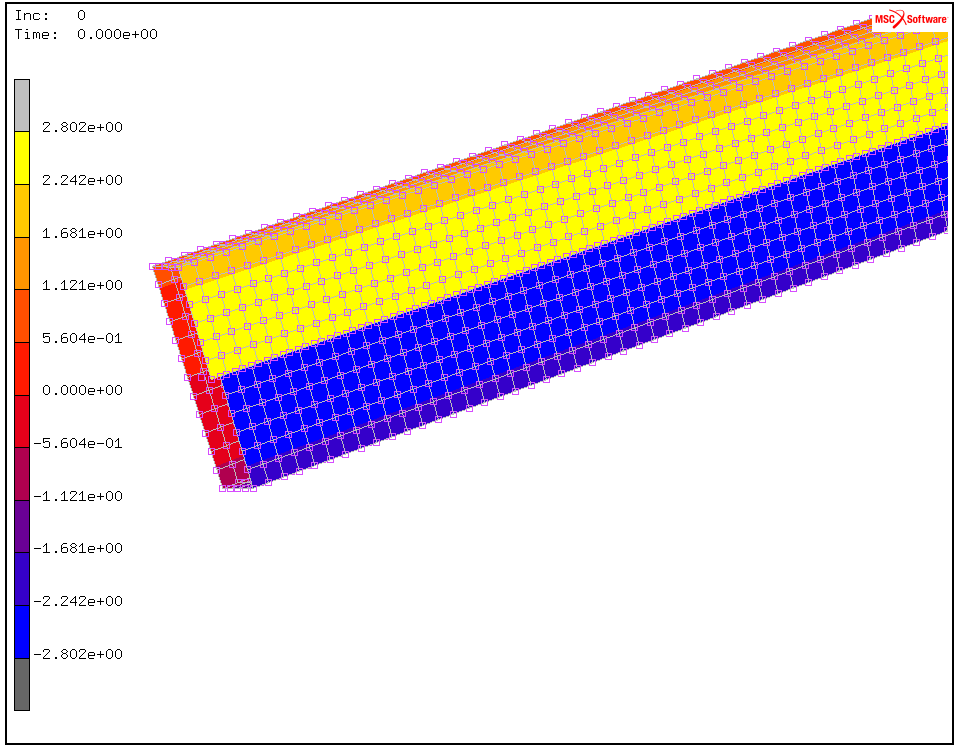 Inc: 0
Time: 0.000e+00
MSC Software
2.802e+00
2.242e+00
1.681e+00
1.121e+00
5.604e-01
0.000e+00
-5.604e-01
-1.121e+00
-1.681e+00
-2.242e+00
-2.802e+00